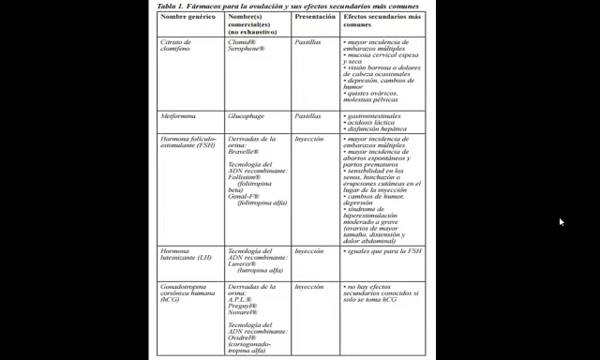 Tabla 1. Fármacos para la ovulación y sus efectos secundarios más comunes
Nombre genérico
Nombre(s)
comercial(es)
(no exhaustivo)
Presentación
Efectos secundarios más
comunes
Citrato de
clomifeno
Clomid®
Serophene®
Pastillas
• mayor incidencia de
embarazos múltiples
• mucosa cervical espesa
y seca
• visión borrosa o dolores
de cabeza ocasionales
• depresión, cambios de
humor
• quistes ováricos,
molestias pélvicas
Metformina
Glucophage
Pastillas
• gastrointestinales
• acidosis láctica
• disfunción hepática
Hormona foliculo-
estimulante (FSH)
Derivadas de la
orina:
Bravelle®
Tecnología del
ADN recombinante:
Follistim®
(folitropina
beta)
Gonal-F®
(folitropina alfa)
Inyección
• mayor incidencia de
embarazos múltiples
• mayor incidencia de
abortos espontáneos y
partos prematuros
• sensibilidad en los
senos, hinchazón o
erupciones cutáneas en el
lugar de la inyección
• cambios de humor,
depresión
• síndrome de
hiperestimulación
moderado a grave
(ovarios de mayor
tamaño, distensión y
dolor abdominal)
Hormona
luteinizante (LH)
Tecnología del
ADN recombinante:
Luveris®
(lutropina alfa)
Inyección
• iguales que para la FSH
Gonadotropina
coriónica humana
(hCG)
Derivadas de la
orina:
A.P.L.®
Pregnyl®
Novarel®
Tecnología del
ADN recombinante:
Ovidrel®
(coriogonado-
tropina alfa)
Inyección
• no hay efectos
secundarios conocidos si
solo se toma hCG